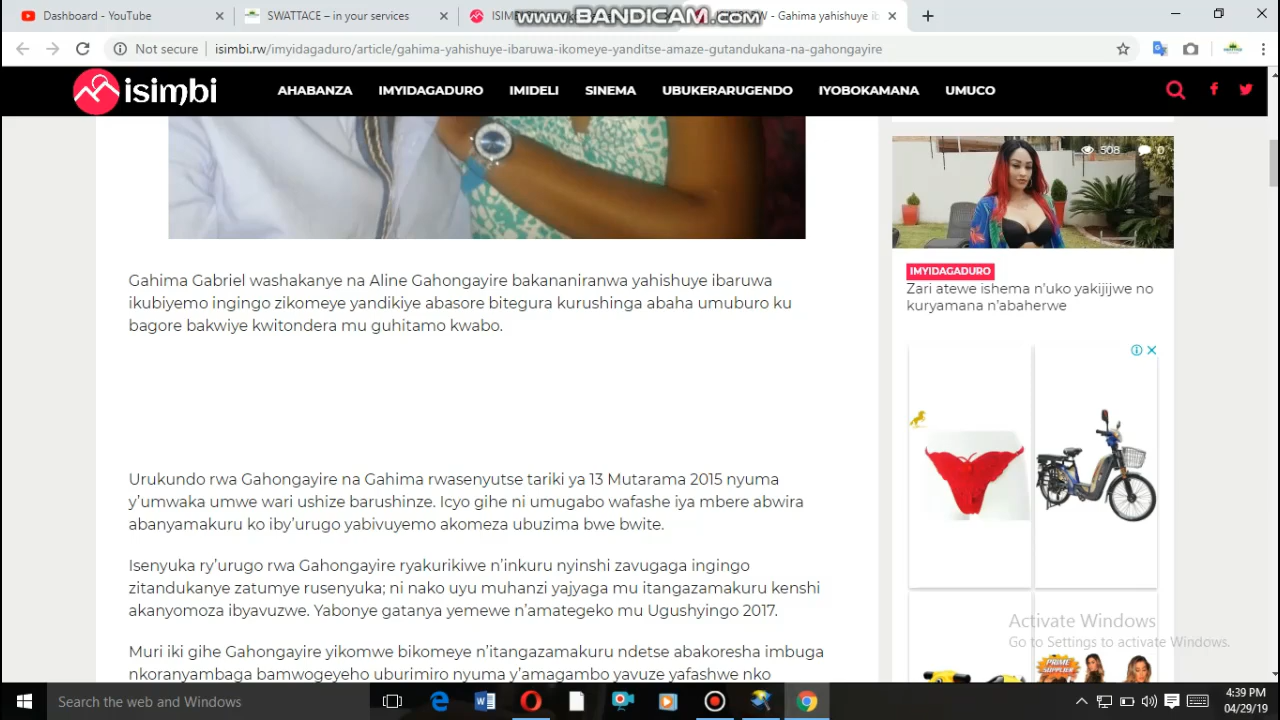 Dashboard - YouTube
SWATTACE – in your services
- Gahima yahishuye ib
www.BANDICAM.com
Not secure
isimbi.rw/imyidagaduro/article/gahima-yahishuye-ibaruwa-ikomeye-yanditse-amaze-gutandukana-na-gahongayire
isimbi
AHABANZA
IMYIDAGADURO
IMIDELI
SINEMA
UBUKERARUGENDO
IYOBOKAMANA
UMUCO
508
0
Gahima Gabriel washakanye na Aline Gahongayire bakananiranwa yahishuye ibaruwa
ikubiyemo ingingo zikomeye yandikiye abasore bitegura kurushinga abaha umuburo ku
bagore bakwiye kwitondera mu guhitamo kwabo.
IMYIDAGADURO
Zari atewe ishema n'uko yakijijwe no
kuryamana n'abaherwe
Urukundo rwa Gahongayire na Gahima rwasenyutse tariki ya 13 Mutarama 2015 nyuma
y'umwaka umwe wari ushize barushinze. Icyo gihe ni umugabo wafashe iya mbere abwira
abanyamakuru ko iby'urugo yabivuyemo akomeza ubuzima bwe bwite.
Isenyuka ry'urugo rwa Gahongayire ryakurikiwe n'inkuru nyinshi zavugaga ingingo
zitandukanye zatumye rusenyuka; ni nako uyu muhanzi yajyaga mu itangazamakuru kenshi
akanyomoza ibyavuzwe. Yabonye gatanya yemewe n'amategeko mu Ugushyingo 2017.
Muri iki gihe Gahongayire yikomwe bikomeye n'itangazamakuru ndetse abakoresha imbuga
PRIME
SUPPLIER
Activate Windows
Go to Settings to activate Windows.
Search the web and Windows
4:39 PM
04/29/19